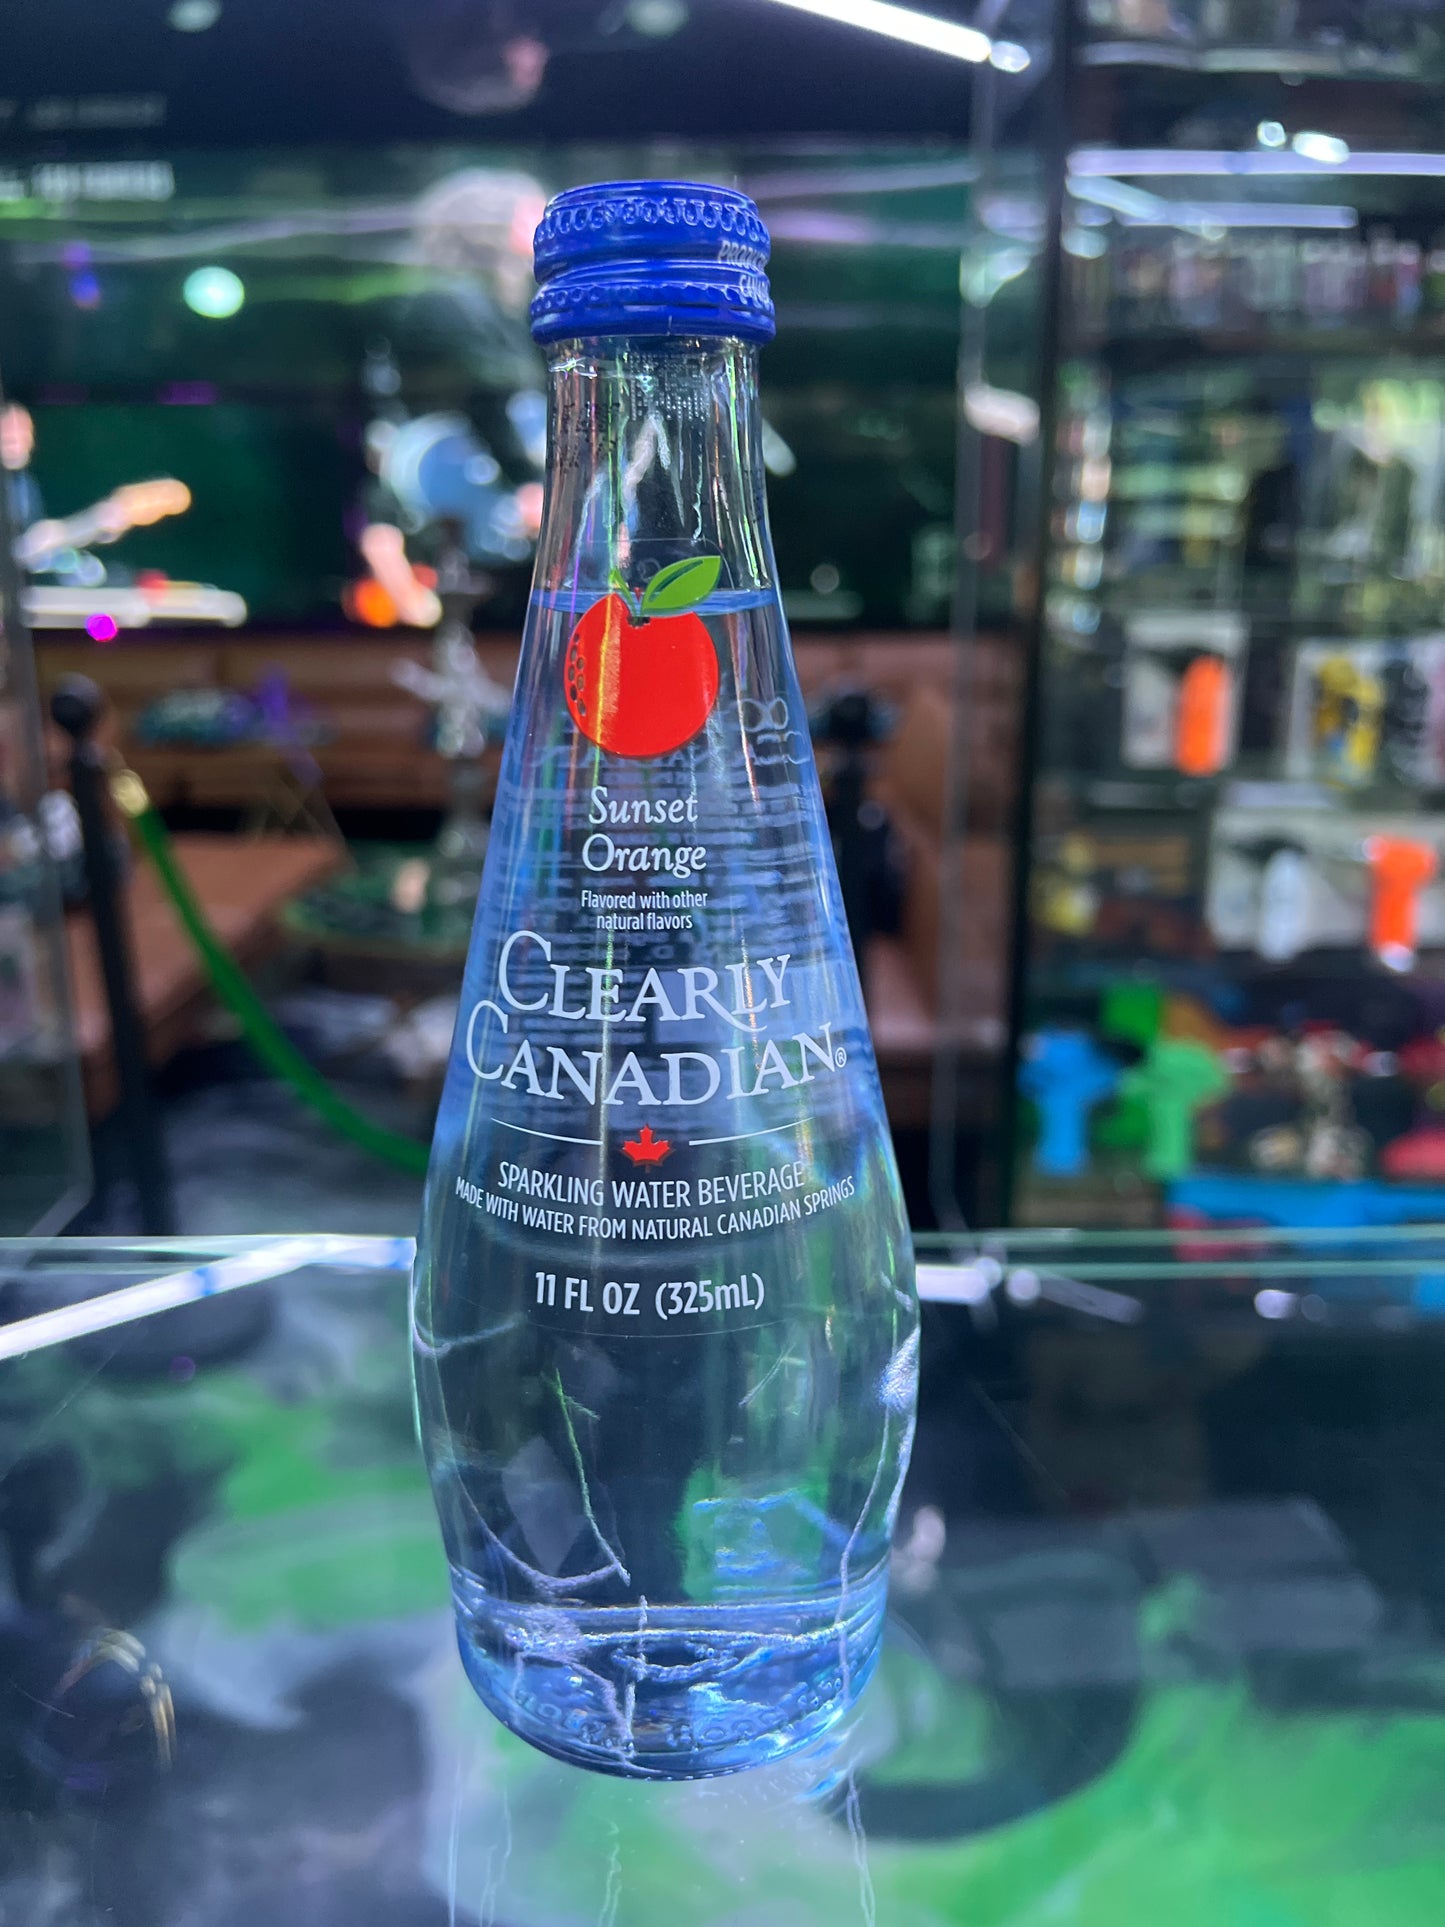 Sunset
Orange
Flavored with other
natural flavors
CLEARLY
CANADIAN®
SPARKLING WATER BEVERAGE
MADE WITH WATER FROM NATURAL CANADIAN SPRINGS
11 FL OZ (325mL)